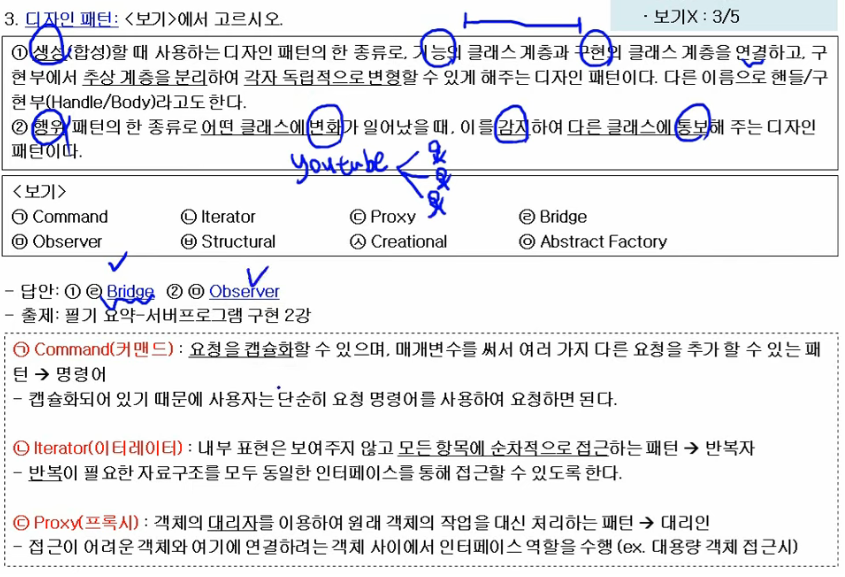 3. 디자인 패턴: <보기>에서 고르시오.
· 보기X : 3/5
① 생성(합성)할 때 사용하는 디자인 패턴의 한 종류로, 기능의 클래스 계층과 구현의 클래스 계층을 연결하고, 구
현부에서 추상 계층을 분리하여 각자 독립적으로 변형할 수 있게 해주는 디자인 패턴이다. 다른 이름으로 핸들/구
현부(Handle/Body)라고도 한다.
② 행위 패턴의 한 종류로 어떤 클래스에 변화가 일어났을 때, 이를 감지하여 다른 클래스에 통보해 주는 디자인
패턴이다.
youtube
<보기>
㉠ Command ㉡ Iterator ㉢ Proxy ㉣ Bridge
㉤ Observer ㉥ Structural ㉦ Creational ㉧ Abstract Factory
- 답안: ① ㉣ Bridge ② ㉤ Observer
- 출제: 필기 요약-서버프로그램 구현 2강
㉠ Command(커맨드) : 요청을 캡슐화할 수 있으며, 매개변수를 써서 여러 가지 다른 요청을 추가 할 수 있는 패
턴 → 명령어
- 캡슐화되어 있기 때문에 사용자는 단순히 요청 명령어를 사용하여 요청하면 된다.
㉡ Iterator(이터레이터) : 내부 표현은 보여주지 않고 모든 항목에 순차적으로 접근하는 패턴 → 반복자
- 반복이 필요한 자료구조를 모두 동일한 인터페이스를 통해 접근할 수 있도록 한다.
㉢ Proxy(프록시) : 객체의 대리자를 이용하여 원래 객체의 작업을 대신 처리하는 패턴 → 대리인
- 접근이 어려운 객체와 여기에 연결하려는 객체 사이에서 인터페이스 역할을 수행 (ex. 대용량 객체 접근시)